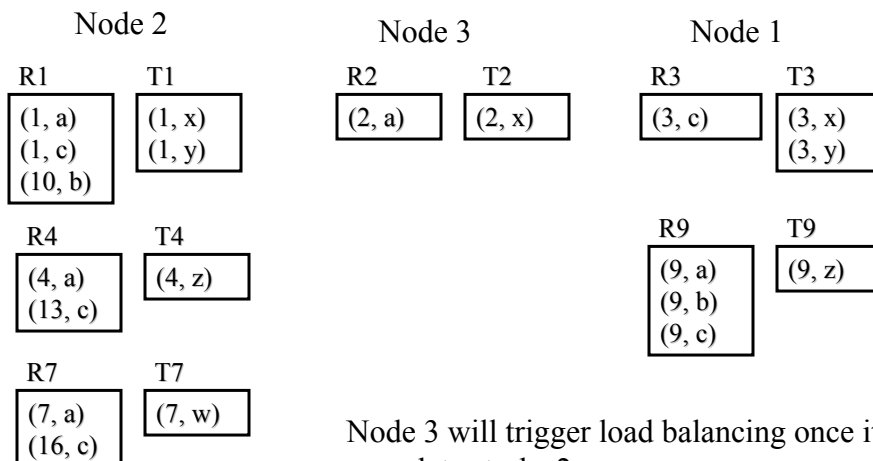 Node 2
Node 3
Node 1
R1
T1
R2
T2
R3
T3
(1, a)
(1, c)
(10, b)
(1, x)
(1, y)
(2, a)
(2, x)
(3, c)
(3, x)
(3, y)
R4
T4
R9
T9
(4, a)
(13, c)
(4, z)
(9, a)
(9, b)
(9, c)
(9, z)
R7
T7
(7, a)
(16, c)
(7, w)
Node 3 will trigger load balancing once it